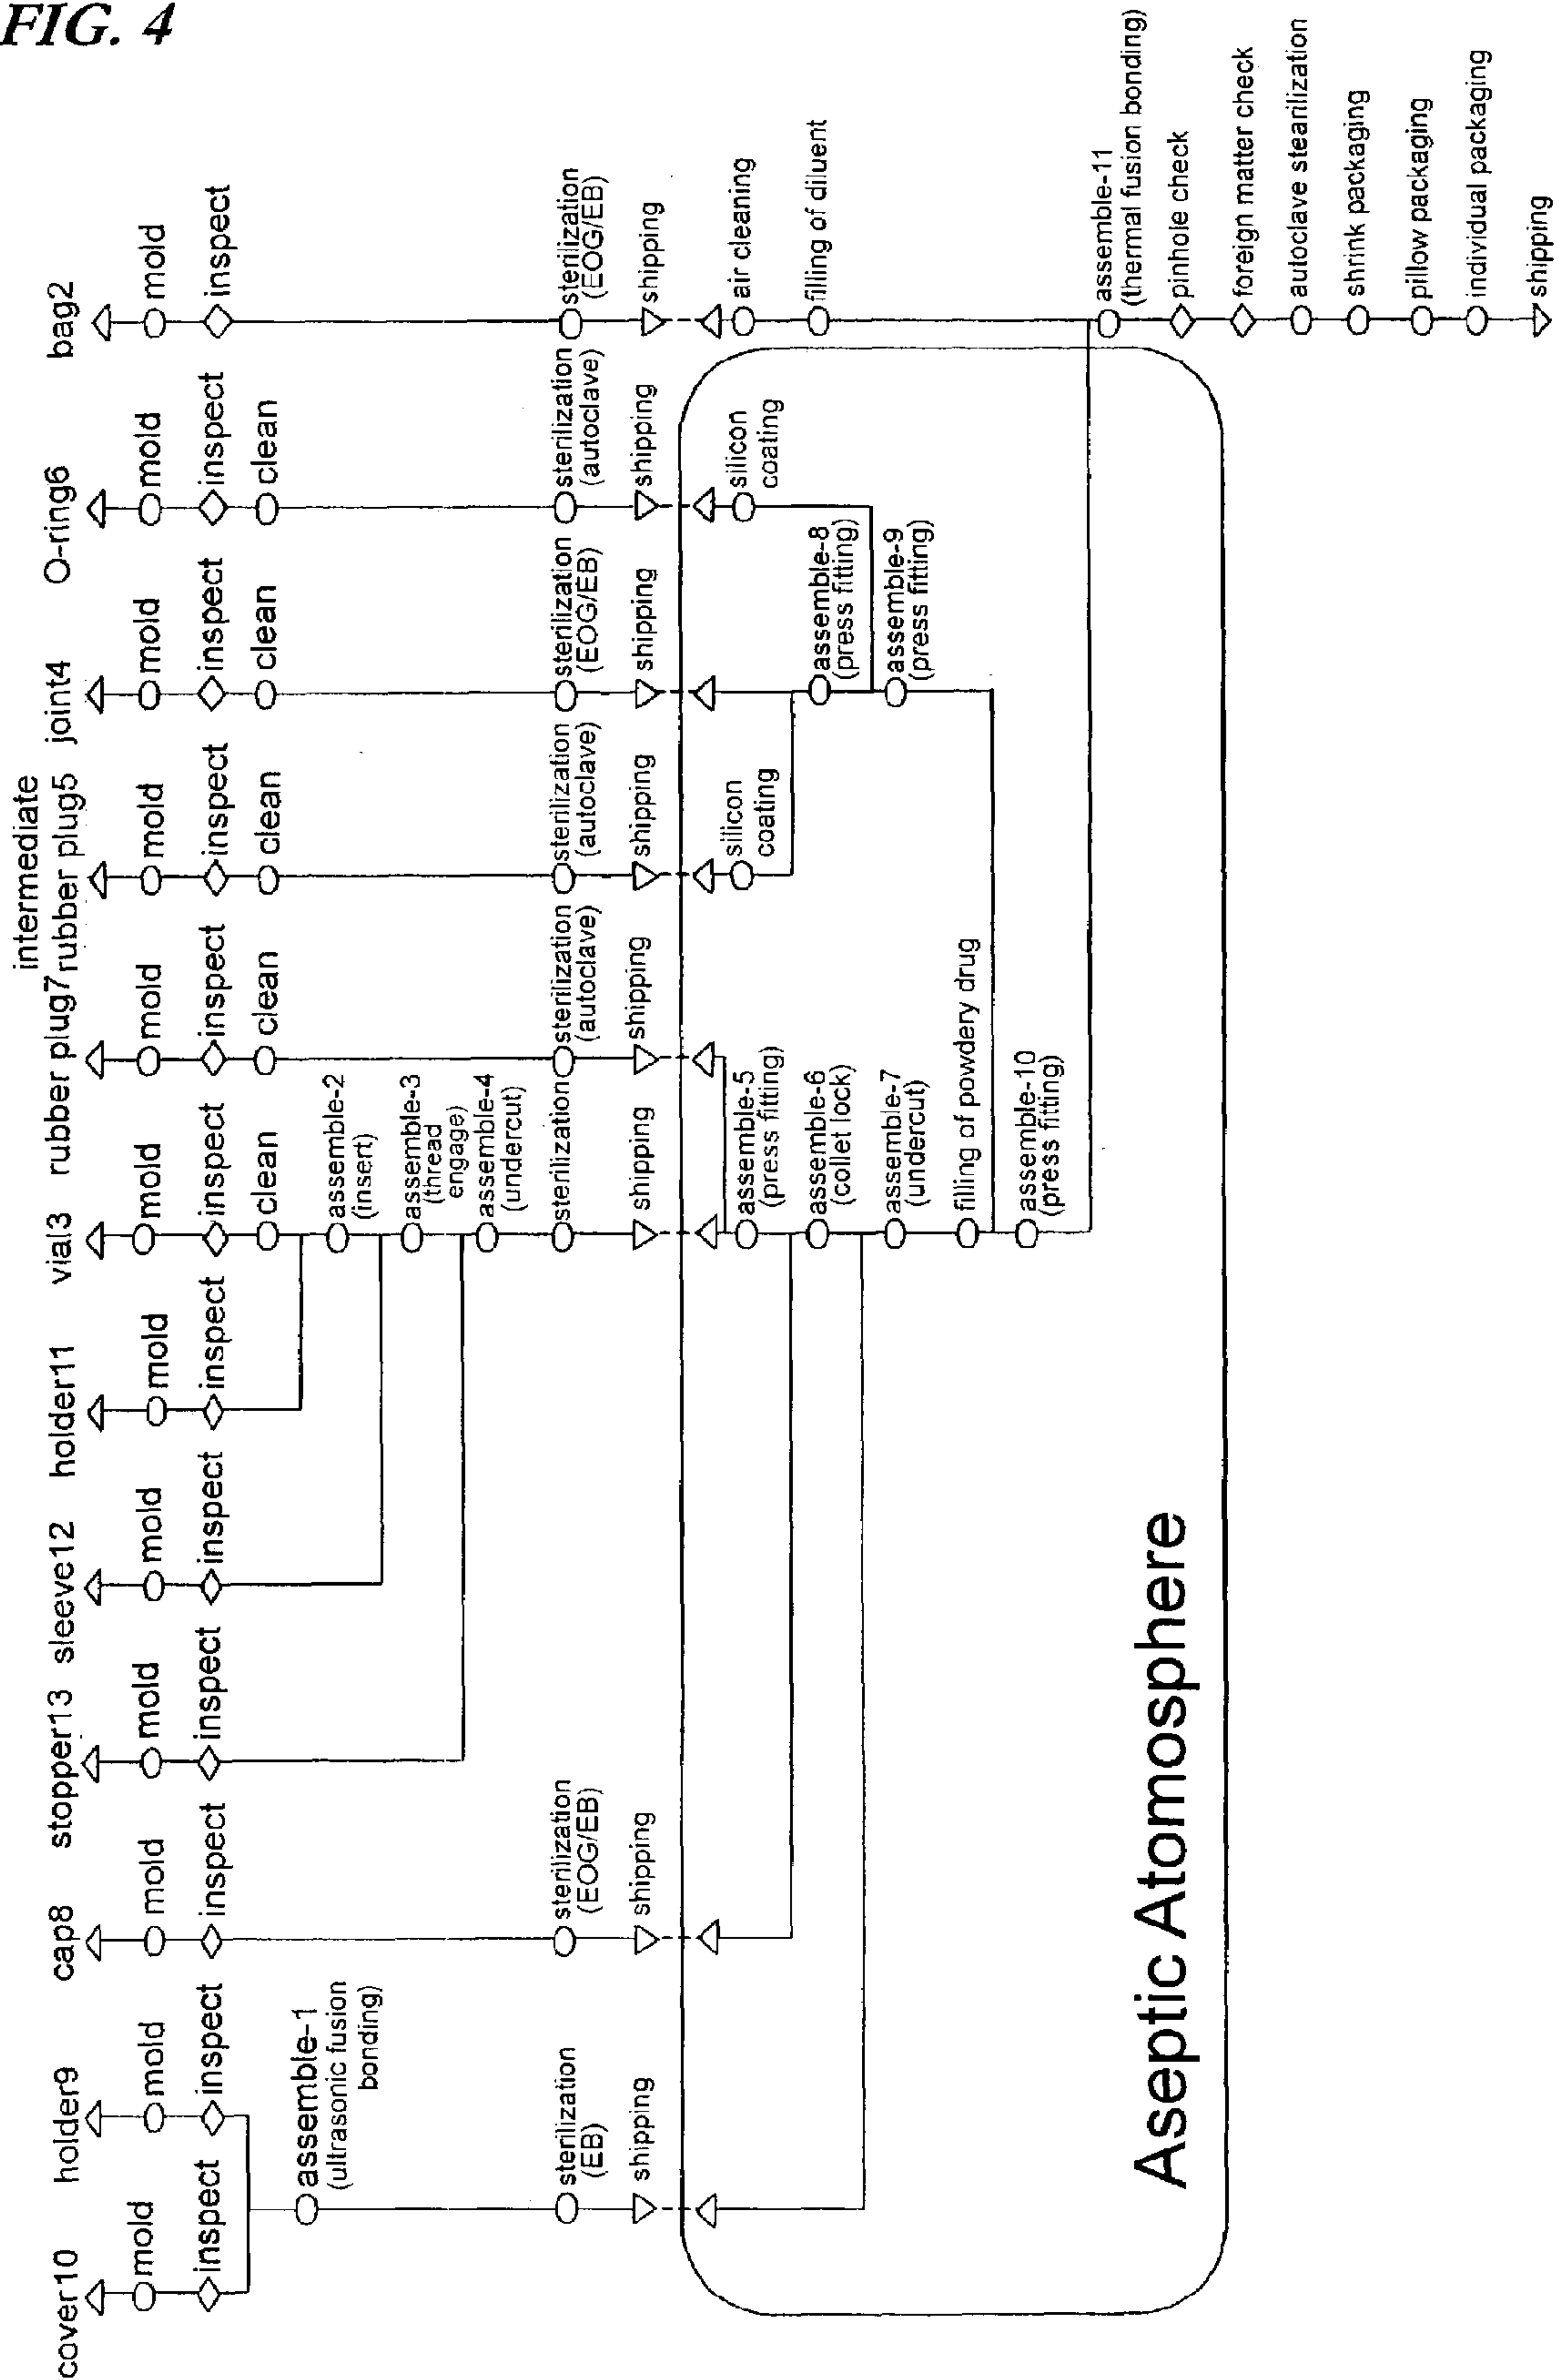 FIG. 4
cover10
mold
inspect
holder9
mold
inspect
assemble-1
(ultrasonic fusion
bonding)
sterilization
(EB)
shipping
cap8
mold
inspect
sterilization
(EOG/EB)
shipping
stopper13
mold
inspect
sleeve12
mold
inspect
holder11
mold
inspect
vial3
mold
inspect
clean
assemble-2
(insert)
assemble-3
(thread
engage)
assemble-4
(undercut)
sterilization
shipping
assemble-5
(press fitting)
assemble-6
(collet lock)
assemble-7
(undercut)
filling of powdery drug
assemble-10
(press fitting)
rubber plug7
mold
inspect
clean
sterilization
(autoclave)
shipping
intermediate
rubber plug5
mold
inspect
clean
sterilization
(autoclave)
shipping
silicon
coating
joint4
mold
inspect
clean
sterilization
(EOG/EB)
shipping
assemble-8
(press fitting)
assemble-9
(press fitting)
O-ring6
mold
inspect
clean
sterilization
(autoclave)
shipping
silicon
coating
bag2
mold
inspect
sterilization
(EOG/EB)
shipping
air cleaning
filling of diluent
assemble-11
(thermal fusion bonding)
pinhole check
foreign matter check
autoclave stearilization
shrink packaging
pillow packaging
individual packaging
shipping
Aseptic Atomosphere